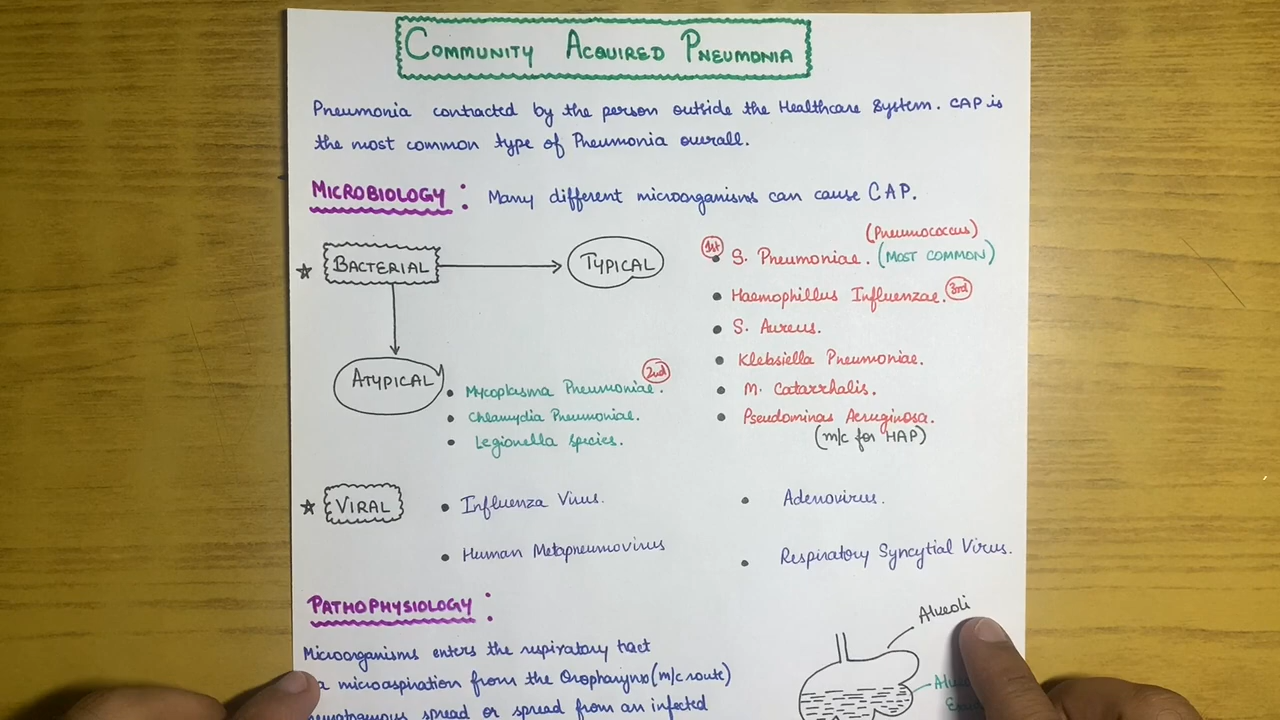 COMMUNITY ACQUIRED PNEUMONIA
Pneumonia contacted by the person outside the Healthcare System. CAP is
the most common type of Pneumonia overall.
MICROBIOLOGY : Many different microorganisms can cause CAP.
BACTERIAL
TYPICAL
1st
(Pneumococcus)
S. Pneumoniae. (MOST COMMON)
Haemophillus Influenzae. 3rd
S. Aureus.
Klebsiella Pneumoniae.
M. Catarrhalis.
Pseudominas Aeruginosa.
(m/c for HAP)
ATYPICAL
Mycoplasma Pneumoniae. 2nd
Chlamydia Pneumoniae.
Legionella Species.
VIRAL
Influenza Virus.
Adenovirus.
Human Metapneumovirus
Respiratory Syncytial Virus.
PATHOPHYSIOLOGY :
Microorganisms enters the respiratory tract
microaspiration from the Oropharynx (m/c route)
spread or spread from an infected
Alveoli